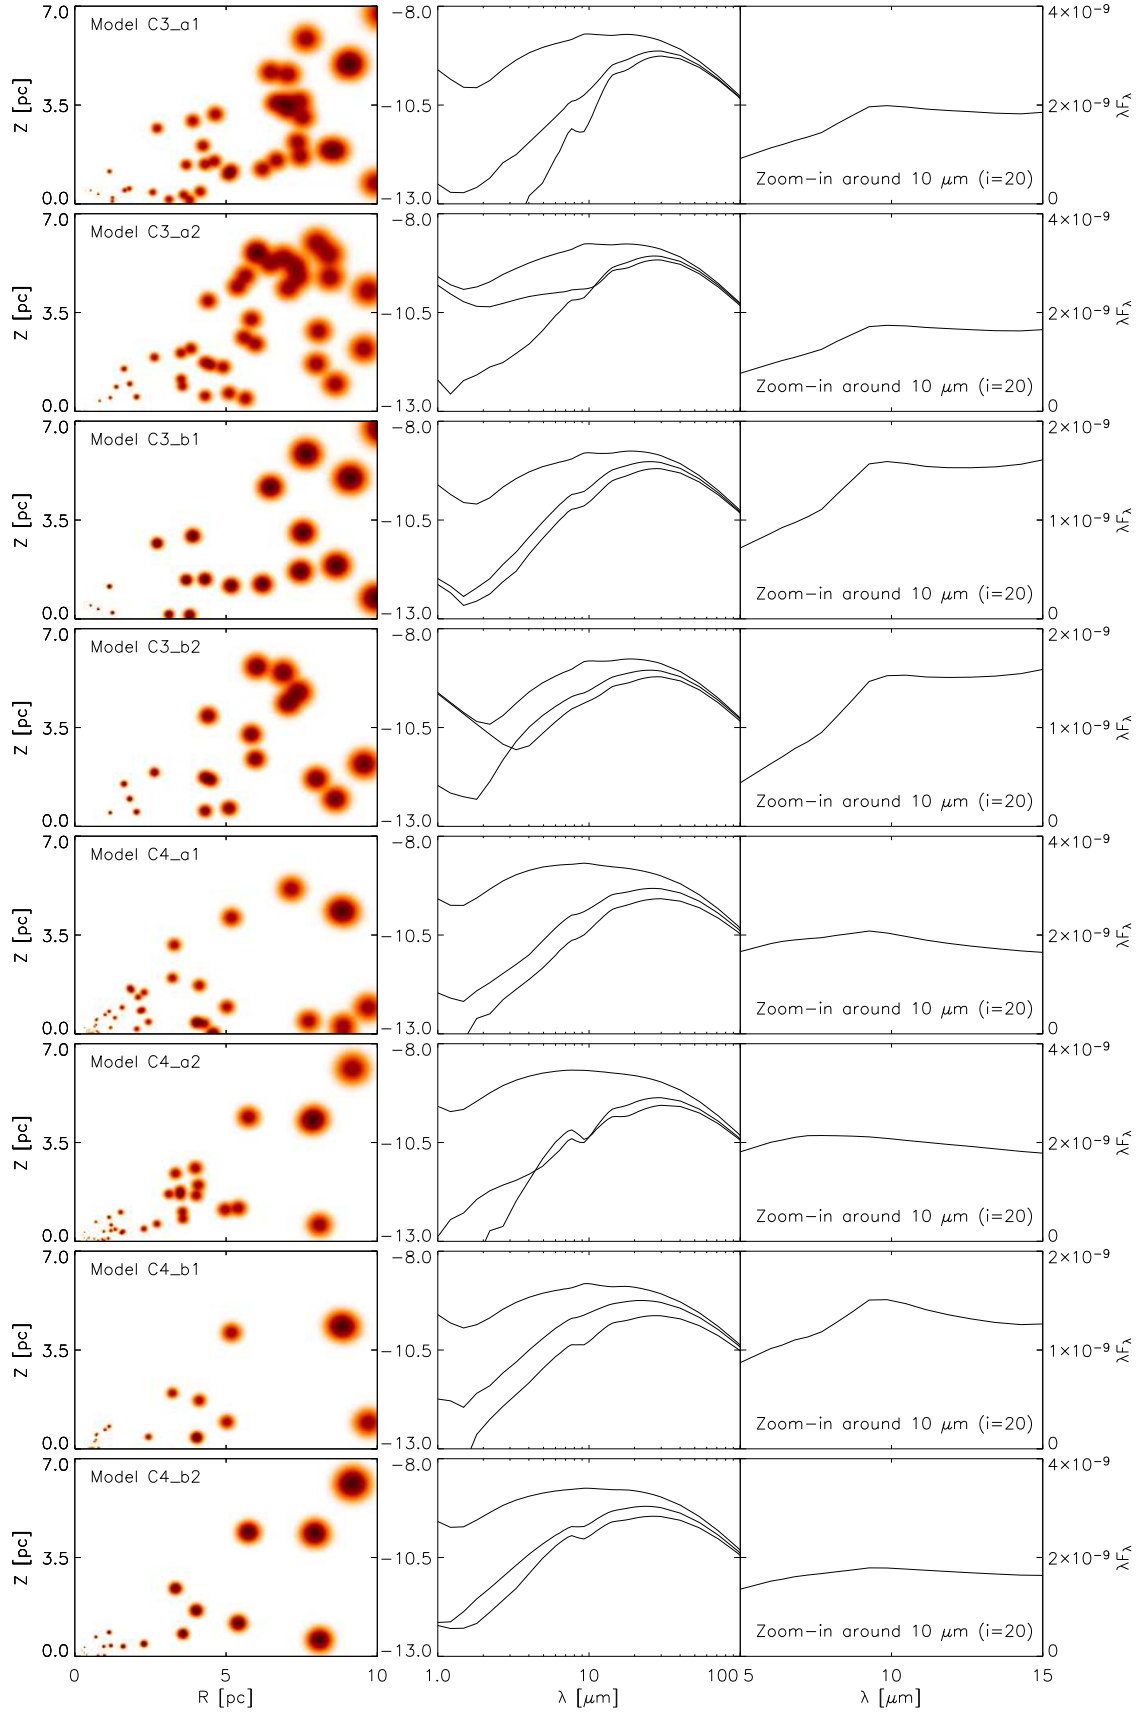 7.0
Model C3_a1
Z [pc]
3.5
0.0
-8.0
-10.5
-13.0
4×10-9
2×10-9
0
λFλ
Zoom-in around 10 μm (i=20)
7.0
Model C3_a2
Z [pc]
3.5
0.0
-8.0
-10.5
-13.0
4×10-9
2×10-9
0
λFλ
Zoom-in around 10 μm (i=20)
7.0
Model C3_b1
Z [pc]
3.5
0.0
-8.0
-10.5
-13.0
2×10-9
1×10-9
0
λFλ
Zoom-in around 10 μm (i=20)
7.0
Model C3_b2
Z [pc]
3.5
0.0
-8.0
-10.5
-13.0
2×10-9
1×10-9
0
λFλ
Zoom-in around 10 μm (i=20)
7.0
Model C4_a1
Z [pc]
3.5
0.0
-8.0
-10.5
-13.0
4×10-9
2×10-9
0
λFλ
Zoom-in around 10 μm (i=20)
7.0
Model C4_a2
Z [pc]
3.5
0.0
-8.0
-10.5
-13.0
4×10-9
2×10-9
0
λFλ
Zoom-in around 10 μm (i=20)
7.0
Model C4_b1
Z [pc]
3.5
0.0
-8.0
-10.5
-13.0
2×10-9
1×10-9
0
λFλ
Zoom-in around 10 μm (i=20)
7.0
Model C4_b2
Z [pc]
3.5
0.0
-8.0
-10.5
-13.0
4×10-9
2×10-9
0
λFλ
Zoom-in around 10 μm (i=20)
0 5 10
R [pc]
1.0 10 100
λ [μm]
5 10 15
λ [μm]